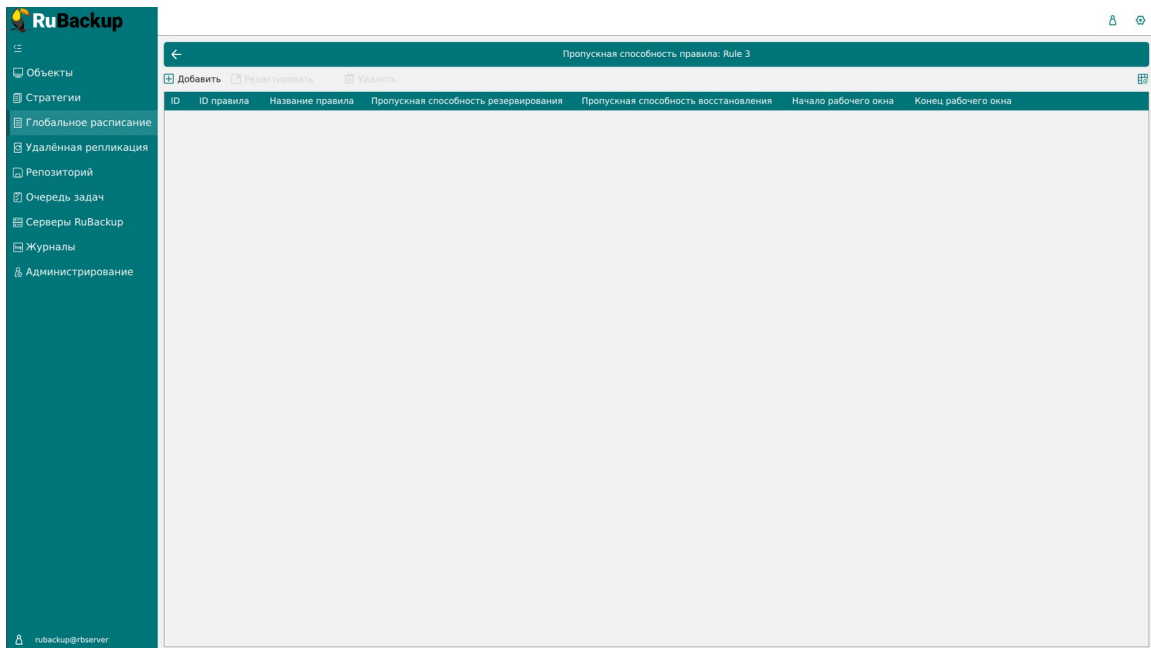 RuBackup
Объекты
Стратегии
Глобальное расписание
Удалённая репликация
Репозиторий
Очередь задач
Серверы RuBackup
Журналы
Администрирование
rubackup@rbserver
Пропускная способность правила: Rule 3
Добавить Редактировать Удалить
ID ID правила Название правила Пропускная способность резервирования Пропускная способность восстановления Начало рабочего окна Конец рабочего окна